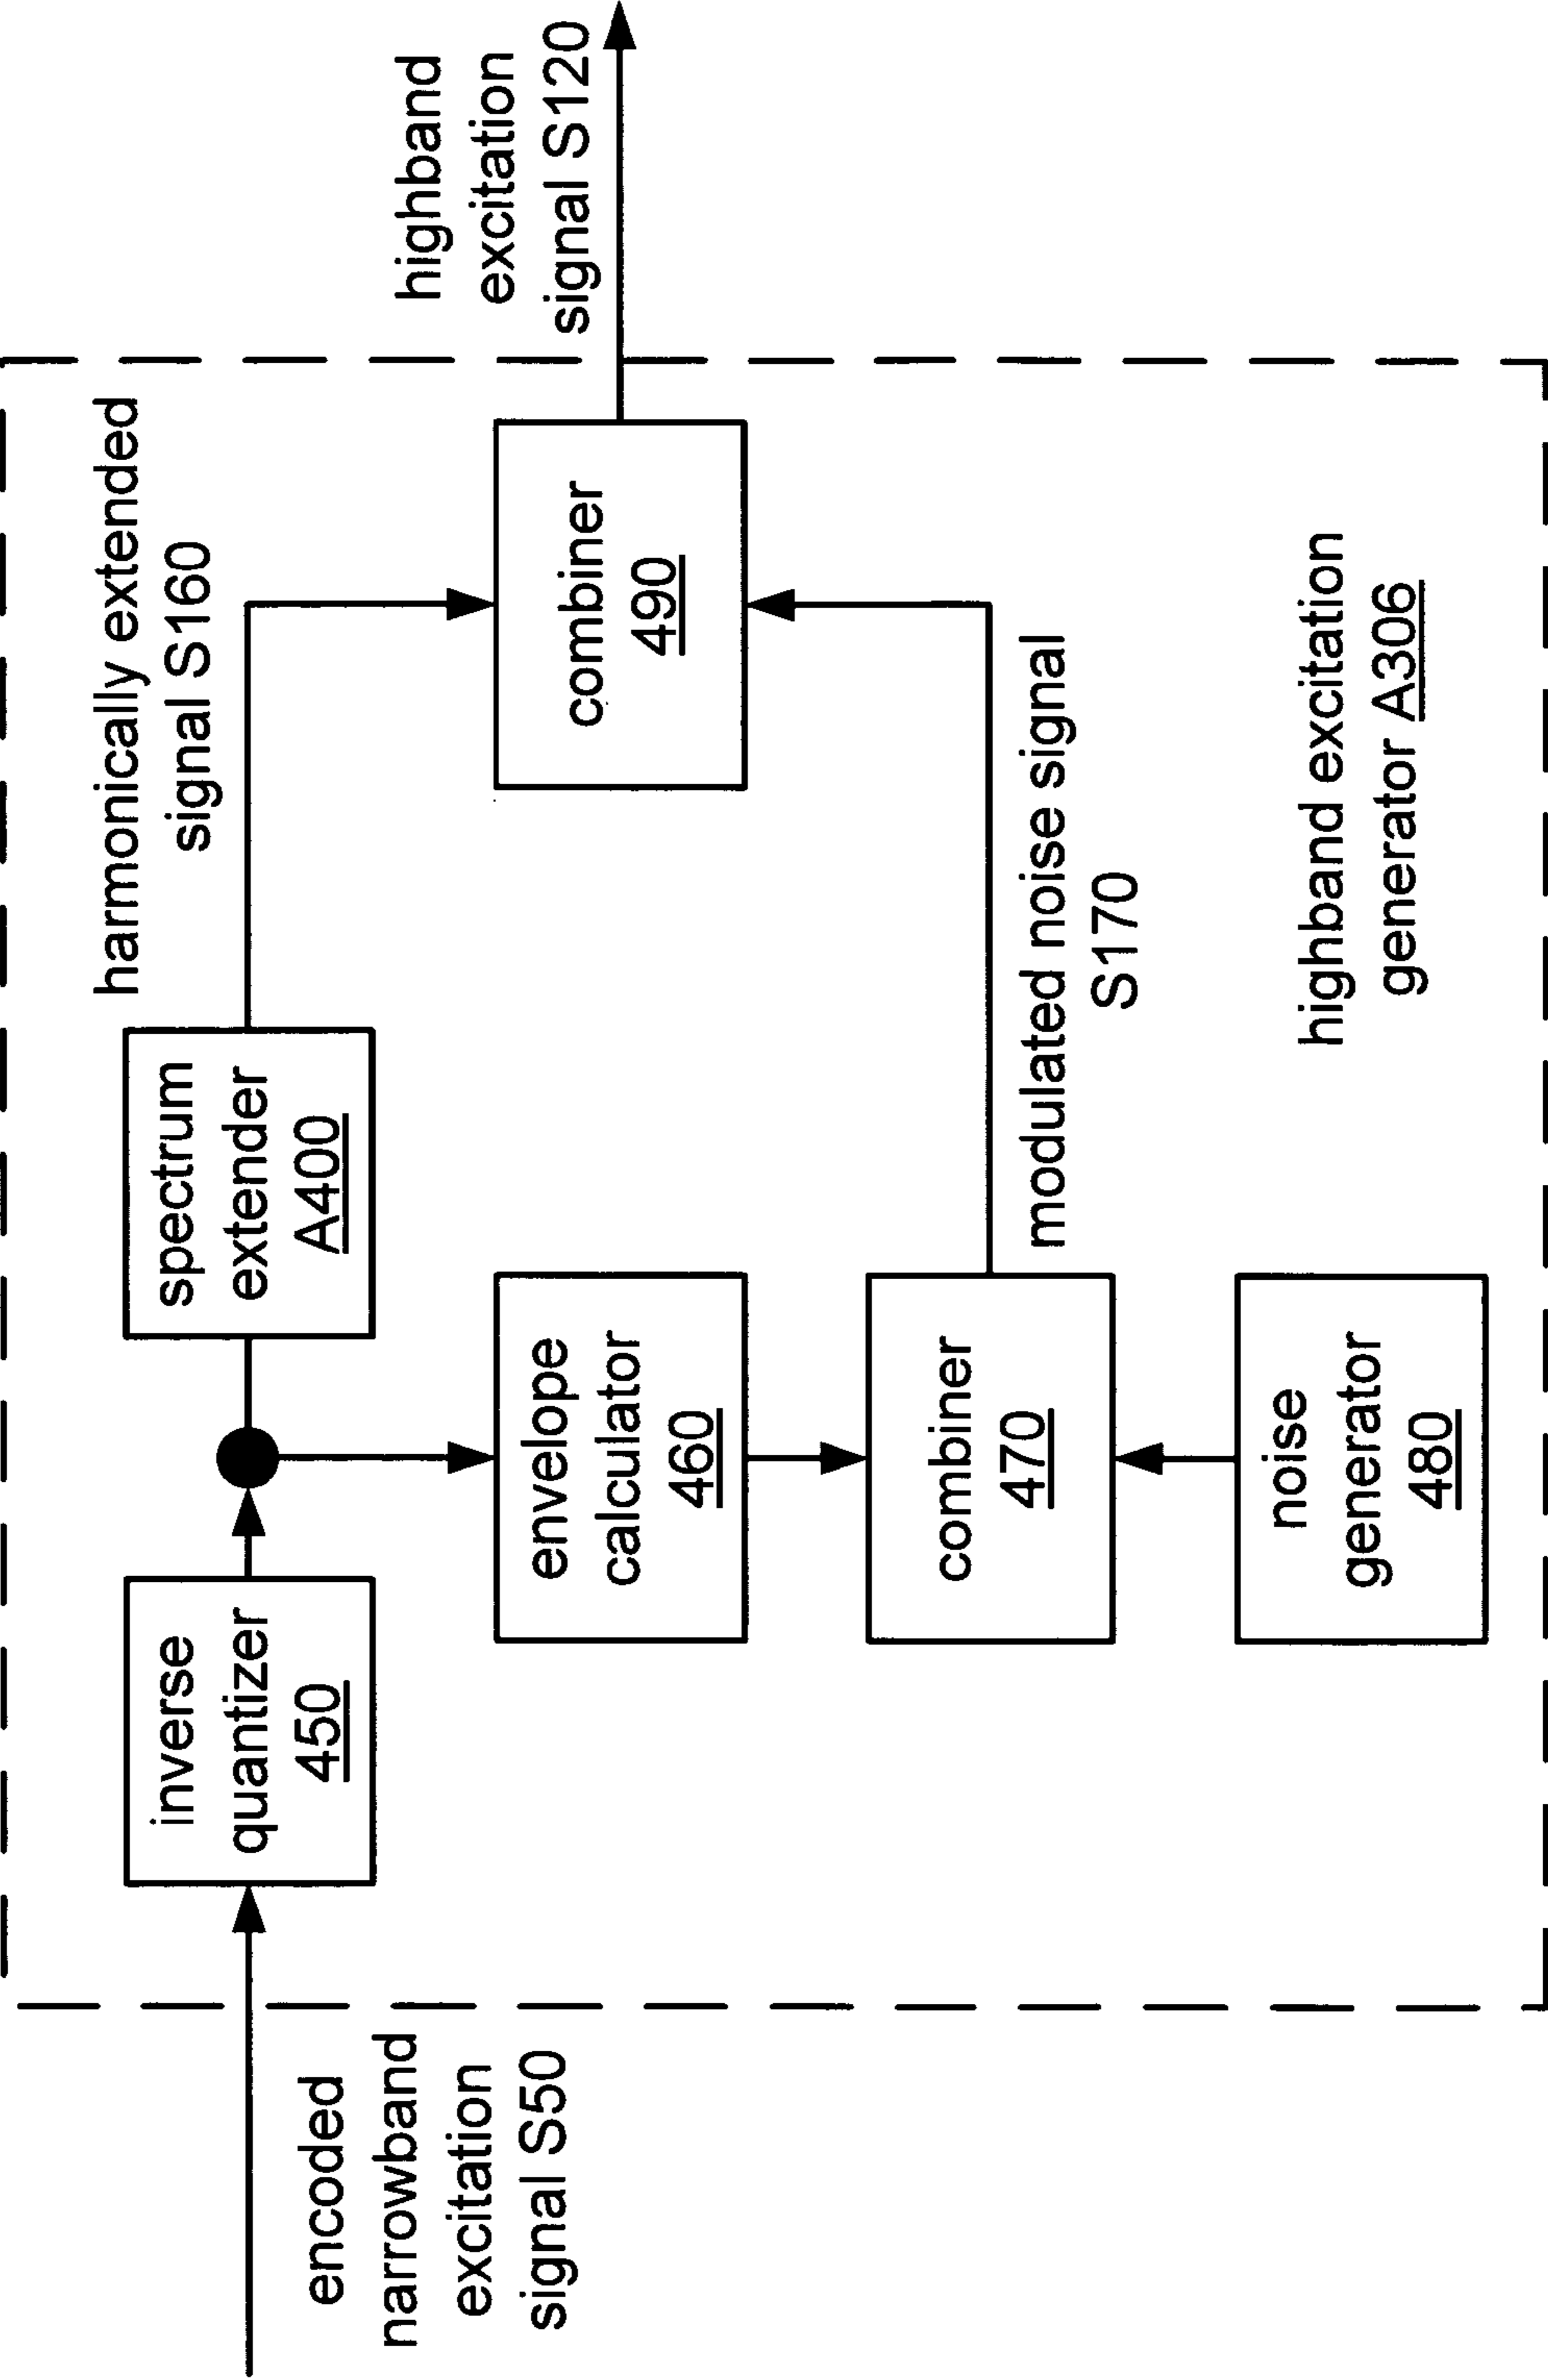 encoded
narrowband
excitation
signal S50
inverse
quantizer
450
spectrum
extender
A400
harmonically extended
signal S160
envelope
calculator
460
combiner
470
noise
generator
480
modulated noise signal
S170
combiner
490
highband
excitation
signal S120
highband excitation
generator A306